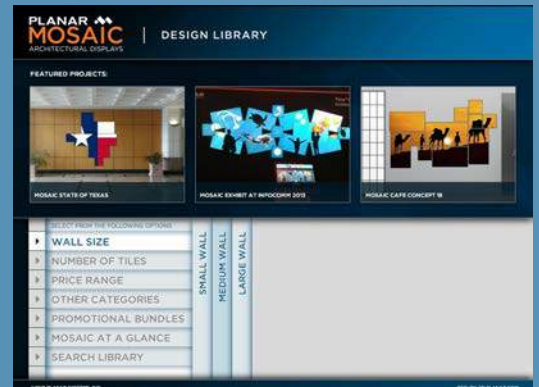 PLANAR
MOSAIC
ARCHITECTURAL DISPLAYS
DESIGN LIBRARY
FEATURED PROJECTS:
MOSAIC STATE OF TEXAS
MOSAIC EXHIBIT AT INFOCOMM 2013
MOSAIC CAFE CONCEPT 18
SELECT FROM THE FOLLOWING OPTIONS
WALL SIZE
NUMBER OF TILES
PRICE RANGE
OTHER CATEGORIES
PROMOTIONAL BUNDLES
MOSAIC AT A GLANCE
SEARCH LIBRARY
SMALL WALL
MEDIUM WALL
LARGE WALL